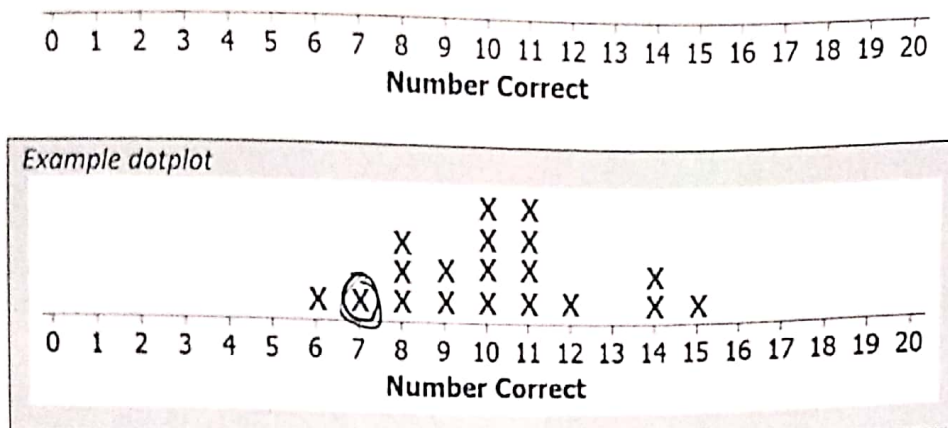 0 1 2 3 4 5 6 7 8 9 10 11 12 13 14 15 16 17 18 19 20
Number Correct
Example dotplot
X X
X X X
X X X X X
X X X X X X X X X
0 1 2 3 4 5 6 7 8 9 10 11 12 13 14 15 16 17 18 19 20
Number Correct